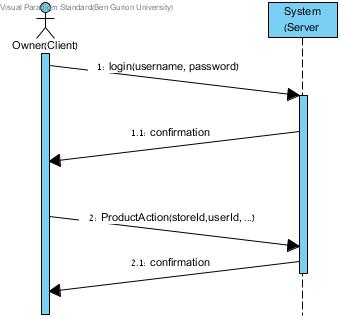 Visual Paradigm Standard(Ben Gurion University)
System
(Server
Owner(Client)
1: login(username, password)
1.1: confirmation
2: ProductAction(storeId,userId, ...)
2.1: confirmation